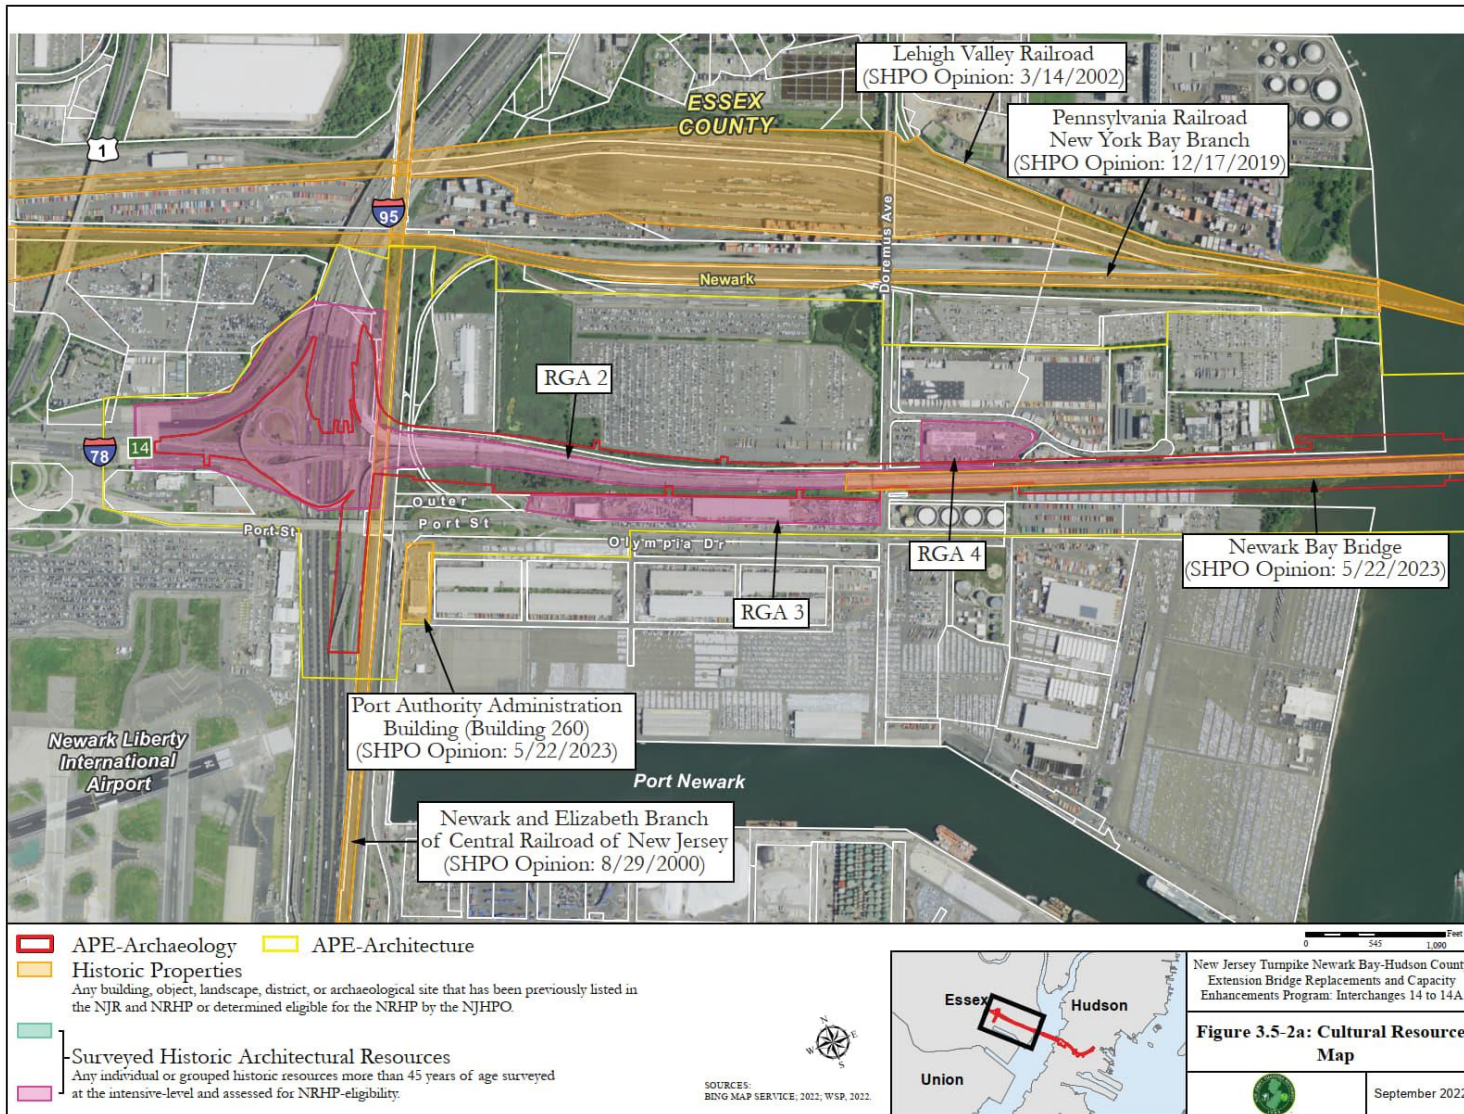 Lehigh Valley Railroad
(SHPO Opinion: 3/14/2002)
ESSEX
COUNTY
Pennsylvania Railroad
New York Bay Branch
(SHPO Opinion: 12/17/2019)
1
95
Doremus Ave
Newark
RGA 2
14
78
Outer
Port St
Port St
Olympia Dr
RGA 4
Newark Bay Bridge
(SHPO Opinion: 5/22/2023)
RGA 3
Port Authority Administration
Building (Building 260)
(SHPO Opinion: 5/22/2023)
Newark Liberty
International
Airport
Port Newark
Newark and Elizabeth Branch
of Central Railroad of New Jersey
(SHPO Opinion: 8/29/2000)
APE-Archaeology
APE-Architecture
Historic Properties
Any building, object, landscape, district, or archaeological site that has been previously listed in
the NJR and NRHP or determined eligible for the NRHP by the NJHPO.
Surveyed Historic Architectural Resources
Any individual or grouped historic resources more than 45 years of age surveyed
at the intensive-level and assessed for NRHP-eligibility.
N
E
S
W
SOURCES:
BING MAP SERVICE; 2022; WSP, 2022.
Essex
Hudson
Union
Feet
0 545 1,090
New Jersey Turnpike Newark Bay-Hudson County
Extension Bridge Replacements and Capacity
Enhancements Program: Interchanges 14 to 14A
Figure 3.5-2a: Cultural Resource
Map
September 2022